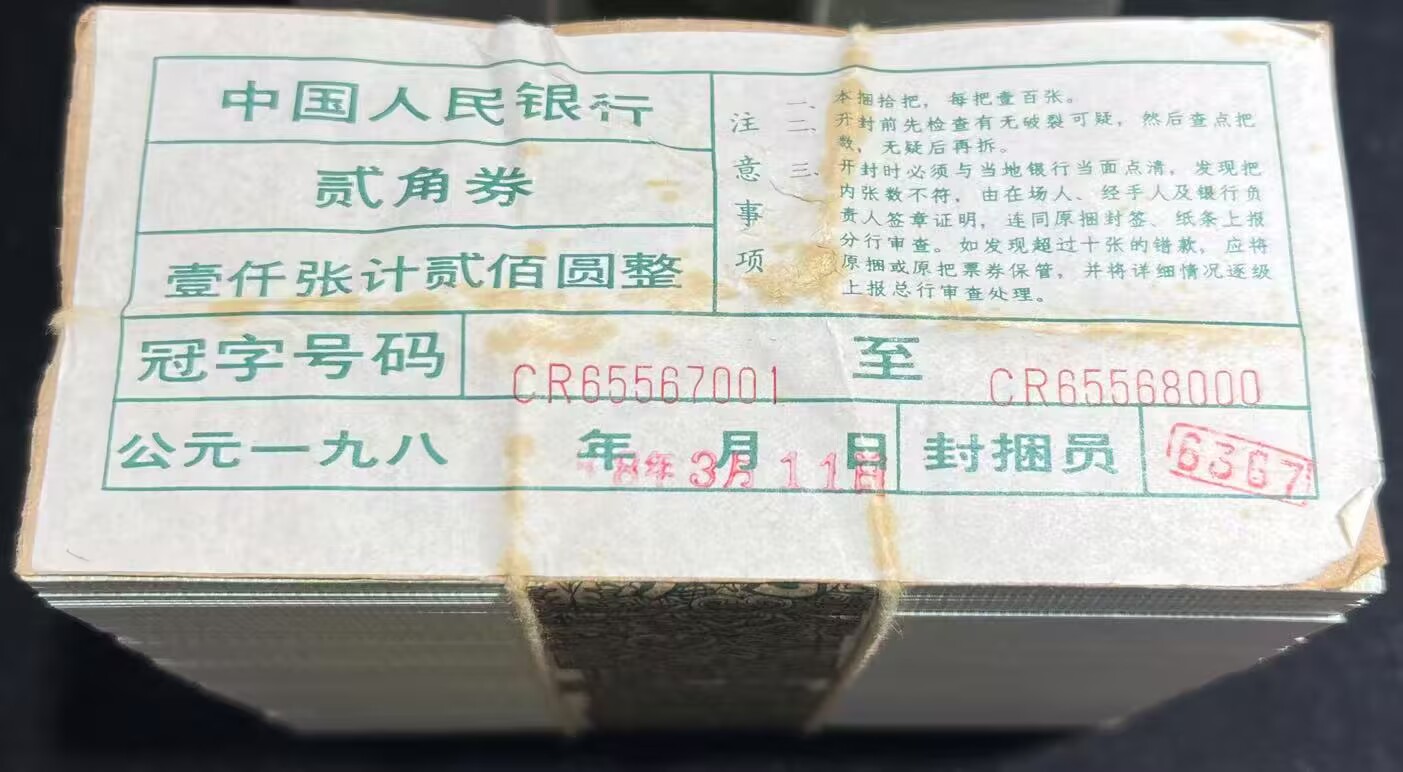 中国人民银行
贰角券
壹仟张计贰佰圆整
注意事项
一、本捆拾把，每把壹百张。
二、开封前先检查有无破裂可疑，然后查点把
数，无疑后再拆。
三、开封时必须与当地银行当面点清，发现把
内张数不符，由在场人、经手人及银行负
责人签章证明，连同原捆封签、纸条上报
分行审查。如发现超过十张的错款，应将
原捆或原把票券保管，并将详细情况逐级
上报总行审查处理。
冠字号码 CR65567001 至 CR65568000
公元一九八 年 月 日 封捆员 6367
年 3月 11日